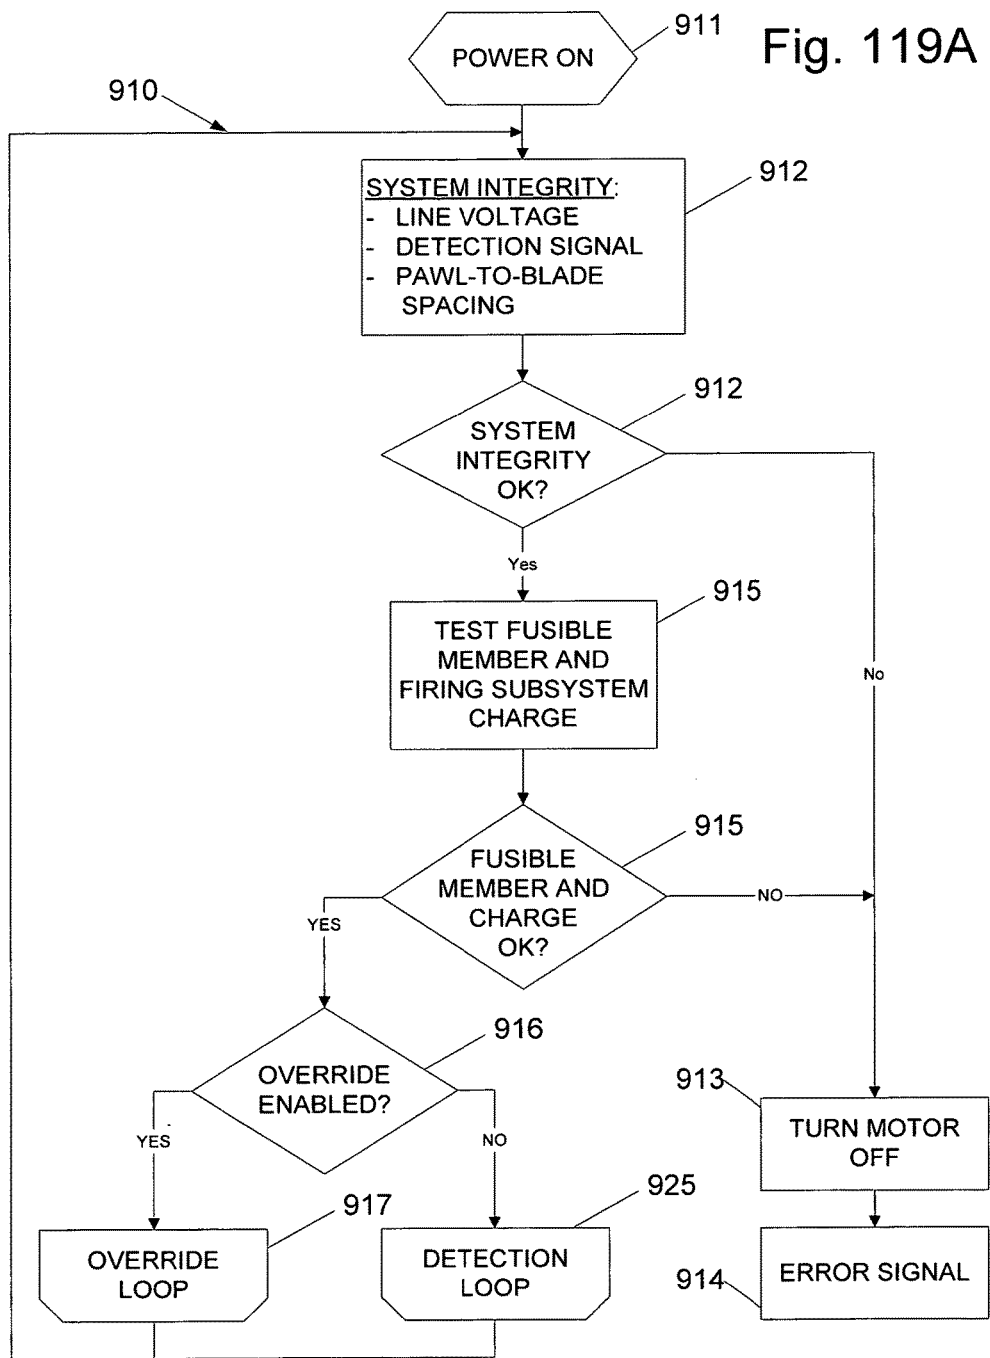 Fig. 119A
POWER ON
911
910
912
SYSTEM INTEGRITY:
- LINE VOLTAGE
- DETECTION SIGNAL
- PAWL-TO-BLADE
SPACING
912
SYSTEM
INTEGRITY
OK?
Yes
No
915
TEST FUSIBLE
MEMBER AND
FIRING SUBSYSTEM
CHARGE
915
FUSIBLE
MEMBER AND
CHARGE
OK?
YES
NO
916
OVERRIDE
ENABLED?
YES
NO
913
TURN MOTOR
OFF
917
OVERRIDE
LOOP
925
DETECTION
LOOP
914
ERROR SIGNAL